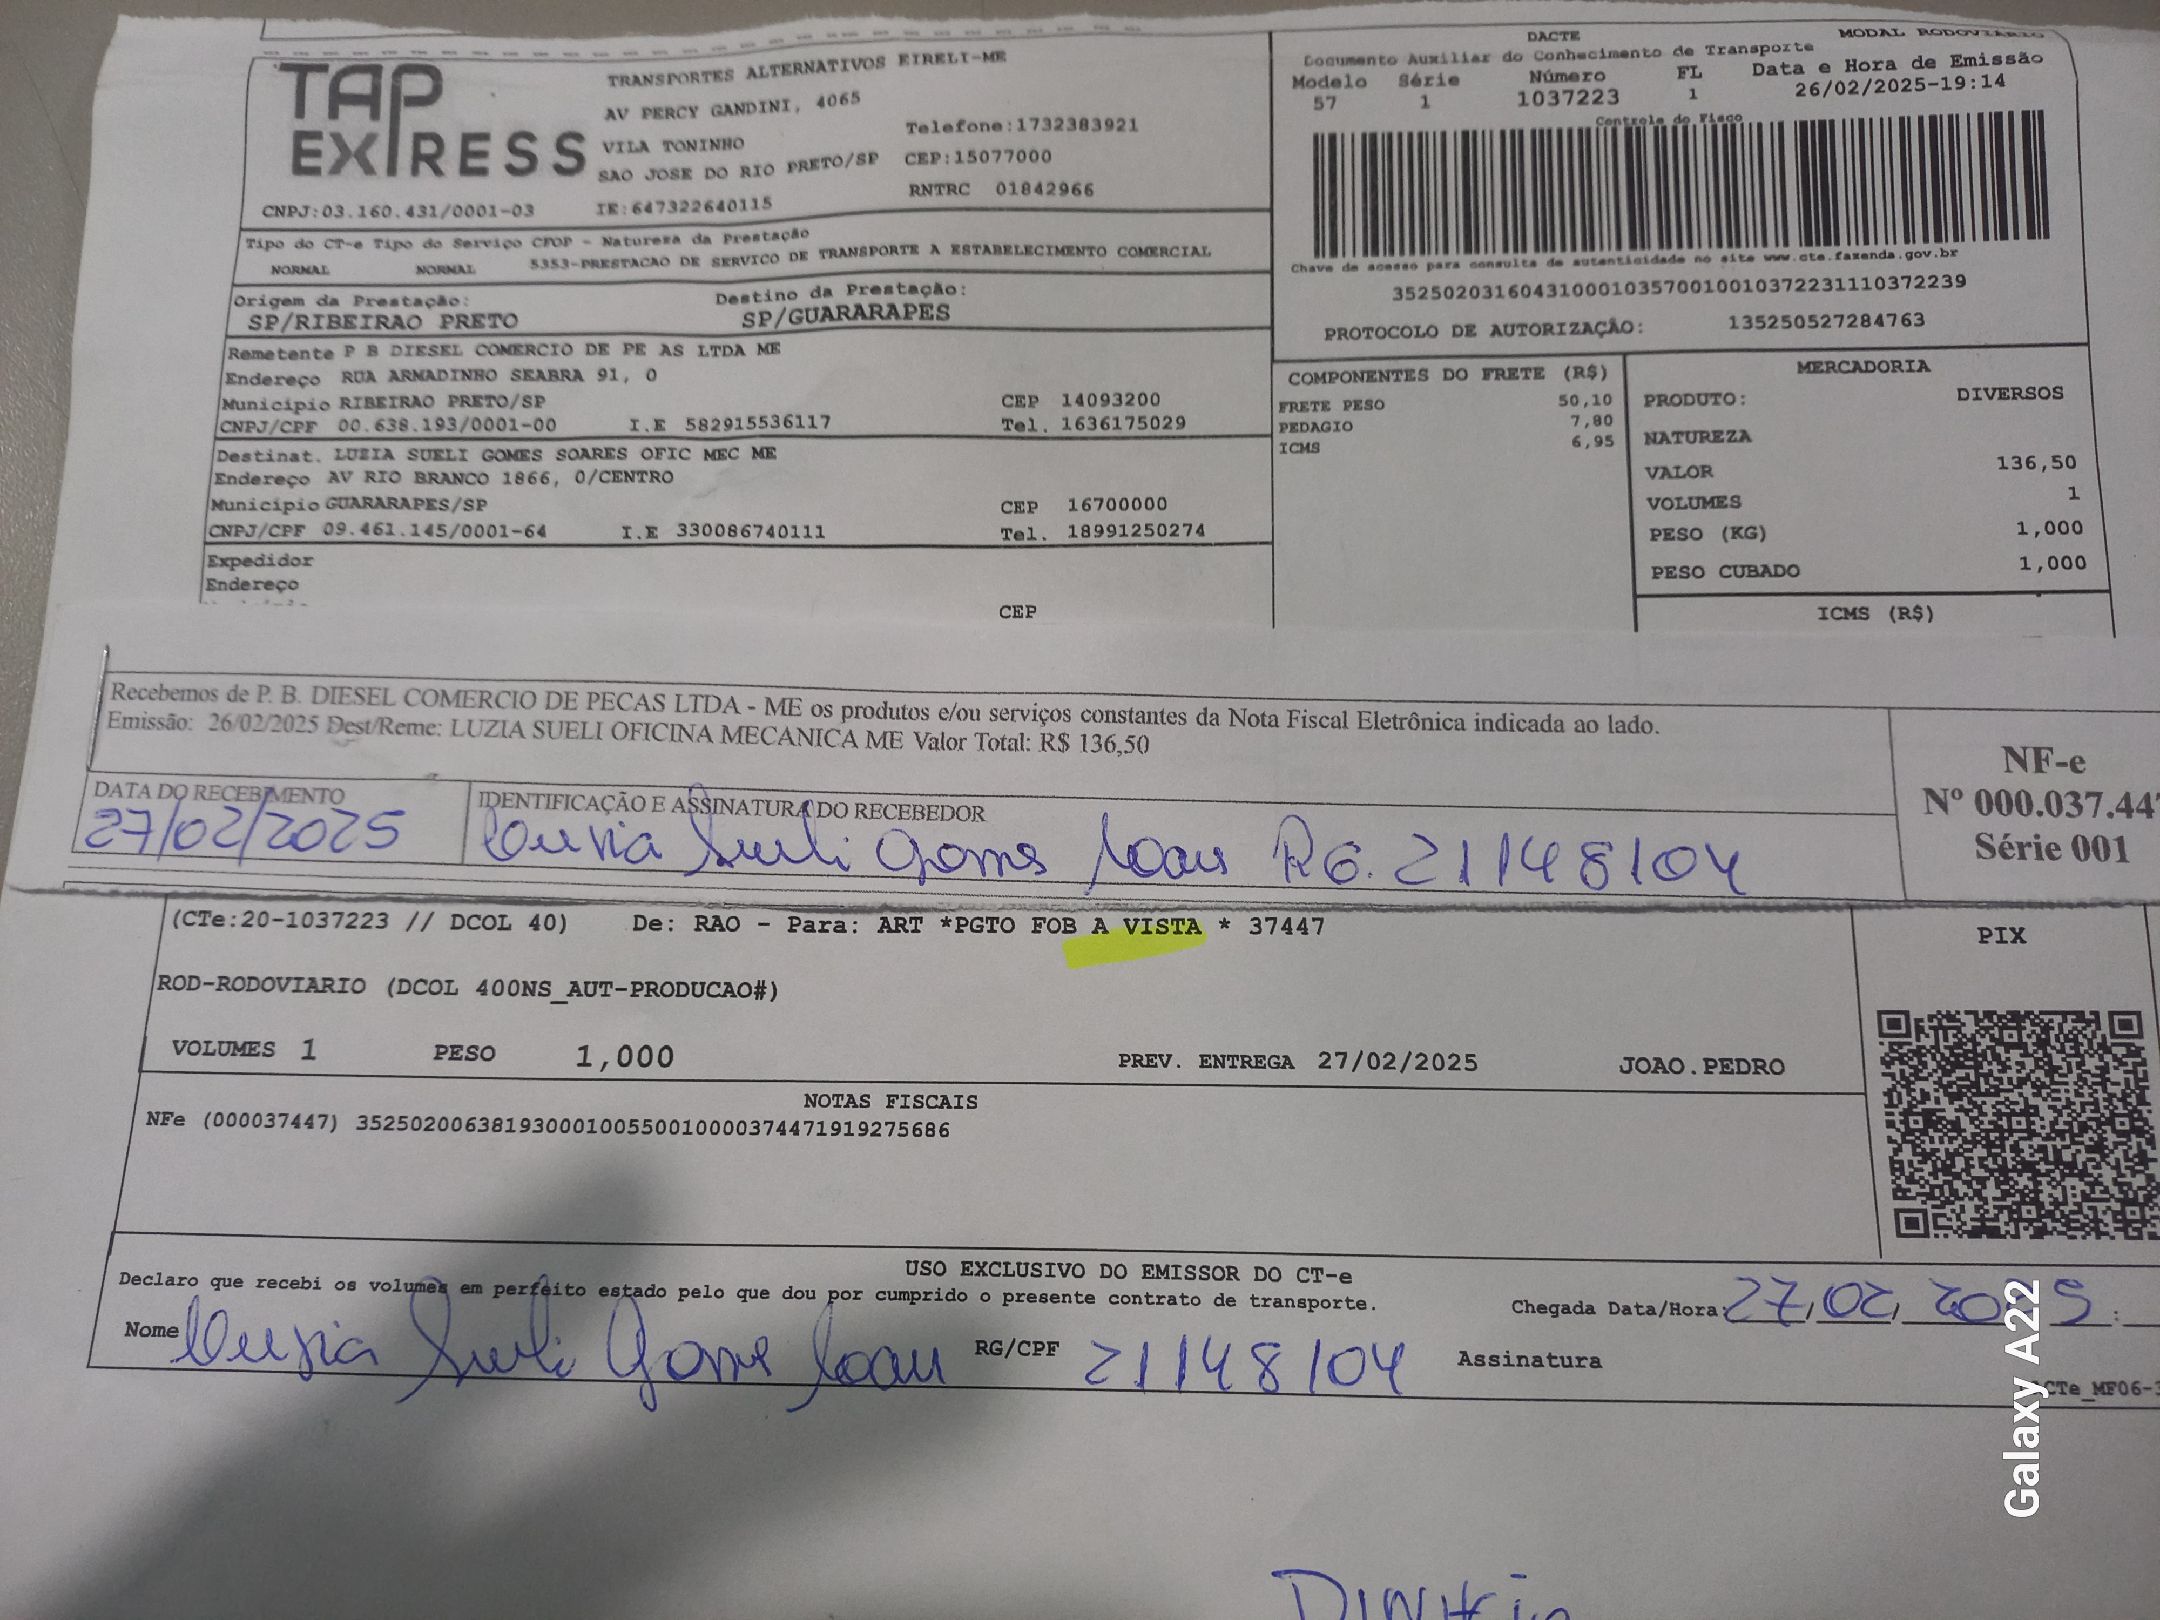 TAP EXPRESS
TRANSPORTES ALTERNATIVOS EIRELI-ME
AV PERCY GANDINI, 4065
VILA TONINHO
Telefone:1732383921
SAO JOSE DO RIO PRETO/SP CEP:15077000
RNTRC 01842966
CNPJ:03.160.431/0001-03 IE:647322640115
Tipo do CT-e Tipo do Serviço CFOP - Natureza da Prestação
NORMAL NORMAL 5353-PRESTACAO DE SERVICO DE TRANSPORTE A ESTABELECIMENTO COMERCIAL
Origem da Prestação: Destino da Prestação:
SP/RIBEIRAO PRETO SP/GUARARAPES
DACTE MODAL RODOVIÁRIO
Documento Auxiliar do Conhecimento de Transporte
Modelo Série Número FL Data e Hora de Emissão
57 1 1037223 1 26/02/2025-19:14
Controle do Fisco
Chave de acesso para consulta de autenticidade no site www.cte.fazenda.gov.br
35250203160431000103570010010372231110372239
PROTOCOLO DE AUTORIZAÇÃO: 135250527284763
Remetente P B DIESEL COMERCIO DE PE AS LTDA ME
Endereço RUA ARMADINHO SEABRA 91, 0
Município RIBEIRAO PRETO/SP CEP 14093200
CNPJ/CPF 00.638.193/0001-00 I.E 582915536117 Tel. 1636175029
Destinat. LUZIA SUELI GOMES SOARES OFIC MEC ME
Endereço AV RIO BRANCO 1866, 0/CENTRO
Município GUARARAPES/SP CEP 16700000
CNPJ/CPF 09.461.145/0001-64 I.E 330086740111 Tel. 18991250274
Expedidor
Endereço
CEP
COMPONENTES DO FRETE (R$)
FRETE PESO 50,10
PEDAGIO 7,80
ICMS 6,95
MERCADORIA
PRODUTO: DIVERSOS
NATUREZA
VALOR 136,50
VOLUMES 1
PESO (KG) 1,000
PESO CUBADO 1,000
ICMS (R$)
Recebemos de P. B. DIESEL COMERCIO DE PECAS LTDA - ME os produtos e/ou serviços constantes da Nota Fiscal Eletrônica indicada ao lado.
Emissão: 26/02/2025 Dest/Reme: LUZIA SUELI OFICINA MECANICA ME Valor Total: R$ 136,50
NF-e
Nº 000.037.447
Série 001
DATA DO RECEBIMENTO IDENTIFICAÇÃO E ASSINATURA DO RECEBEDOR
27/02/2025 Luzia Sueli Gomes Soares RG. 21148104
(CTe:20-1037223 // DCOL 40) De: RAO - Para: ART *PGTO FOB A VISTA * 37447
PIX
ROD-RODOVIARIO (DCOL 400NS_AUT-PRODUCAO#)
VOLUMES 1 PESO 1,000 PREV. ENTREGA 27/02/2025 JOAO.PEDRO
NOTAS FISCAIS
NFe (000037447) 35250200638193000100550010000374471919275686
USO EXCLUSIVO DO EMISSOR DO CT-e
Declaro que recebi os volumes em perfeito estado pelo que dou por cumprido o presente contrato de transporte.
Chegada Data/Hora: 27/02/2025
Nome Luzia Sueli Gomes Soares RG/CPF 21148104 Assinatura
CTe_MF06-3
Galaxy A22